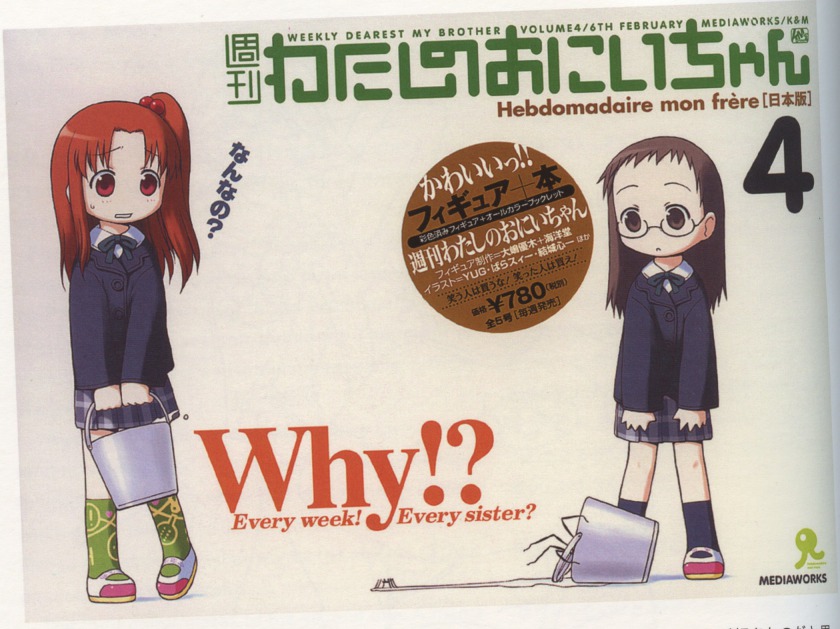 WEEKLY DEAREST MY BROTHER VOLUME4/6TH FEBRUARY MEDIAWORKS/K&M
週刊
わたしのおにいちゃん
Hebdomadaire mon frère [日本版]
4
なんなの?
かわいいっ!!
フィギュア+本
彩色済みフィギュア+オールカラーブックレット
週刊わたしのおにいちゃん
フィギュア制作=大嶋優木+海洋堂
イラスト=YUG・ばらスィー・結城心一 ほか
笑う人は買うな! 笑った人は買え!
価格 ¥780(税別)
全5号[毎週発売]
Why!?
Every week! Every sister?
MEDIAWORKS